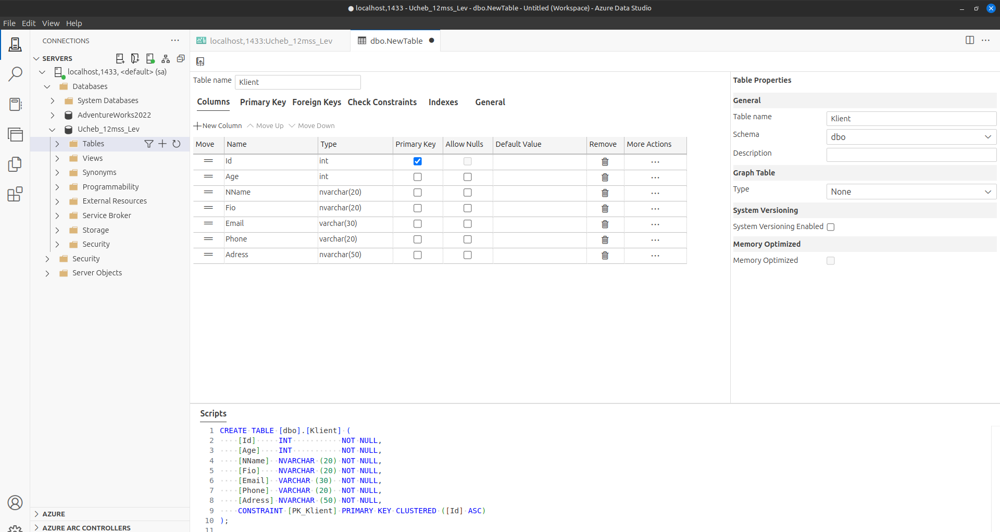 ● localhost,1433 - Ucheb_12mss_Lev - dbo.NewTable - Untitled (Workspace) - Azure Data Studio
File Edit View Help
CONNECTIONS
SERVERS
localhost,1433, <default> (sa)
Databases
System Databases
AdventureWorks2022
Ucheb_12mss_Lev
Tables
Views
Synonyms
Programmability
External Resources
Service Broker
Storage
Security
Security
Server Objects
AZURE
AZURE ARC CONTROLLERS
localhost,1433:Ucheb_12mss_Lev
dbo.NewTable ●
Table name Klient
Columns Primary Key Foreign Keys Check Constraints Indexes General
New Column Move Up Move Down
Move Name Type Primary Key Allow Nulls Default Value Remove More Actions
Id int
Age int
NName nvarchar(20)
Fio nvarchar(20)
Email varchar(30)
Phone varchar(20)
Adress nvarchar(50)
Table Properties
General
Table name Klient
Schema dbo
Description
Graph Table
Type None
System Versioning
System Versioning Enabled
Memory Optimized
Memory Optimized
Scripts
1 CREATE TABLE [dbo].[Klient] (
2 [Id] INT NOT NULL,
3 [Age] INT NOT NULL,
4 [NName] NVARCHAR (20) NOT NULL,
5 [Fio] NVARCHAR (20) NOT NULL,
6 [Email] VARCHAR (30) NOT NULL,
7 [Phone] VARCHAR (20) NOT NULL,
8 [Adress] NVARCHAR (50) NOT NULL,
9 CONSTRAINT [PK_Klient] PRIMARY KEY CLUSTERED ([Id] ASC)
10 );
11